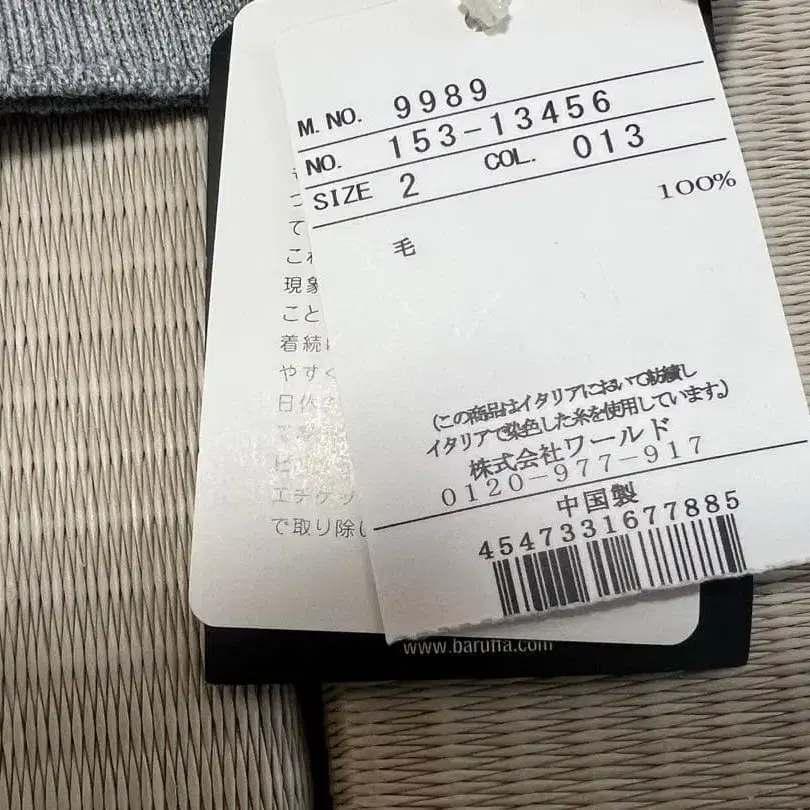 M. NO. 9989
NO. 153-13456
SIZE 2 COL. 013
100%
毛
(この商品はイタリアにおいて紡績し
イタリアで染色した糸を使用しています。)
株式会社ワールド
0120-977-917
中国製
4547331677885
て
これ
現象
こと
着続け
やすく
エチケッ
で取り除い
www.baruffa.com